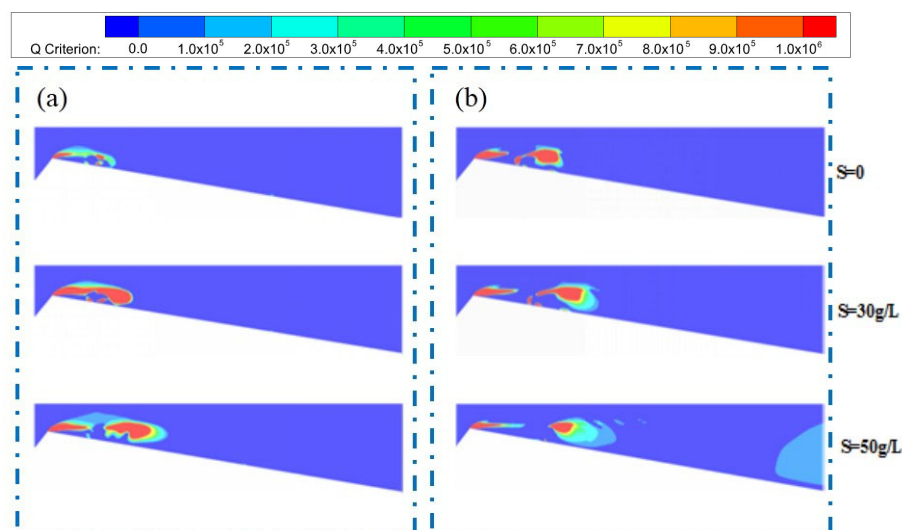 Q Criterion: 0.0 1.0x10⁵ 2.0x10⁵ 3.0x10⁵ 4.0x10⁵ 5.0x10⁵ 6.0x10⁵ 7.0x10⁵ 8.0x10⁵ 9.0x10⁵ 1.0x10⁶
(a) (b)
S=0
S=30g/L
S=50g/L